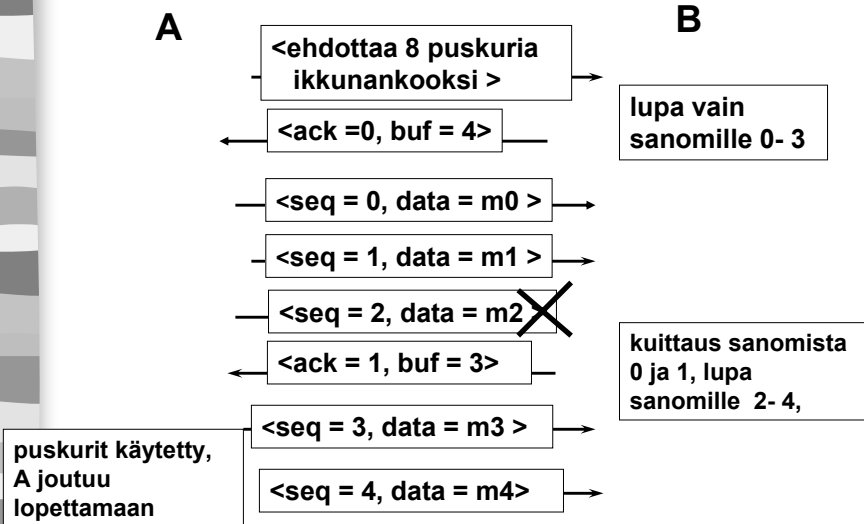 A
B
<ehdottaa 8 puskuria
ikkunankooksi >
lupa vain
sanomille 0- 3
<ack =0, buf = 4>
<seq = 0, data = m0 >
<seq = 1, data = m1 >
<seq = 2, data = m2 >
kuittaus sanomista
0 ja 1, lupa
sanomille 2- 4,
<ack = 1, buf = 3>
<seq = 3, data = m3 >
puskurit käytetty,
A joutuu
lopettamaan
<seq = 4, data = m4>